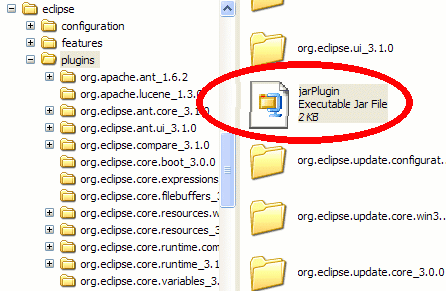 eclipse
configuration
features
plugins
org.apache.ant_1.6.2
org.apache.lucene_1.3.0
org.eclipse.ant.core_3.1.0
org.eclipse.ant.ui_3.1.0
org.eclipse.compare_3.1.0
org.eclipse.core.boot_3.0.0
org.eclipse.core.expressions
org.eclipse.core.filebuffers_3
org.eclipse.core.resources.w
org.eclipse.core.resources_3
org.eclipse.core.runtime.com
org.eclipse.core.runtime_3.1
org.eclipse.core.variables_3.
org.eclipse.ui_3.1.0
jarPlugin
Executable Jar File
2 KB
org.eclipse.update.configurat...
org.eclipse.update.core.win3...
org.eclipse.update.core_3.0.0